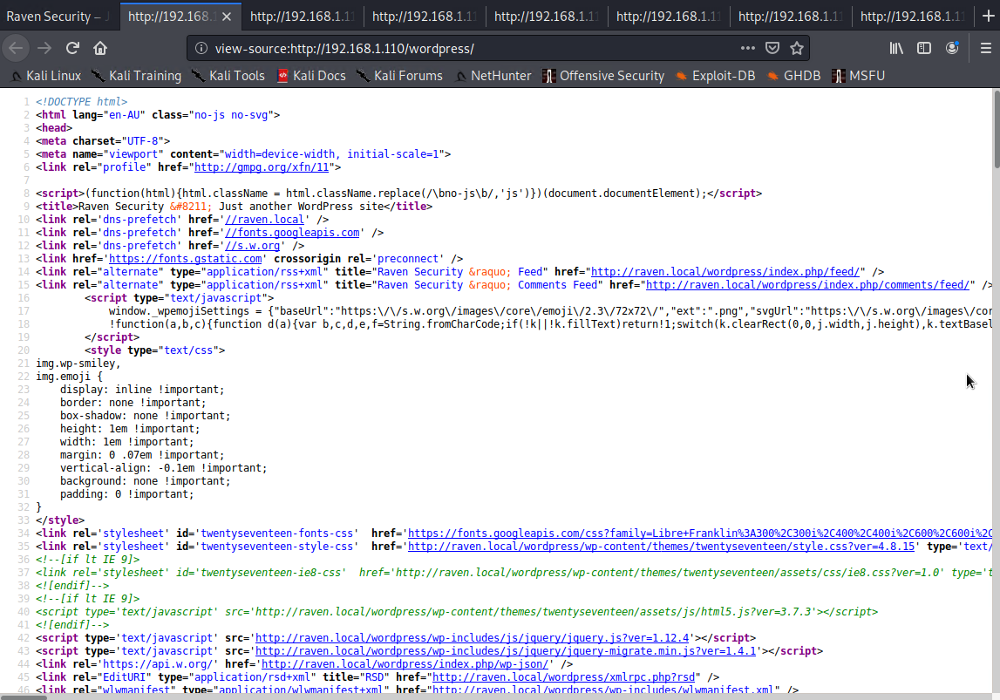 Raven Security –
http://192.168.1
http://192.168.1.11
http://192.168.1.11
http://192.168.1.11
http://192.168.1.11
http://192.168.1.11
http://192.168.1.11
view-source:http://192.168.1.110/wordpress/
Kali Linux Kali Training Kali Tools Kali Docs Kali Forums NetHunter Offensive Security Exploit-DB GHDB MSFU
1 <!DOCTYPE html>
2 <html lang="en-AU" class="no-js no-svg">
3 <head>
4 <meta charset="UTF-8">
5 <meta name="viewport" content="width=device-width, initial-scale=1">
6 <link rel="profile" href="http://gmpg.org/xfn/11">
7
8 <script>(function(html){html.className = html.className.replace(/\bno-js\b/,'js')})(document.documentElement);</script>
9 <title>Raven Security &#8211; Just another WordPress site</title>
10 <link rel='dns-prefetch' href='//raven.local' />
11 <link rel='dns-prefetch' href='//fonts.googleapis.com' />
12 <link rel='dns-prefetch' href='//s.w.org' />
13 <link href='https://fonts.gstatic.com' crossorigin rel='preconnect' />
14 <link rel="alternate" type="application/rss+xml" title="Raven Security &raquo; Feed" href="http://raven.local/wordpress/index.php/feed/" />
15 <link rel="alternate" type="application/rss+xml" title="Raven Security &raquo; Comments Feed" href="http://raven.local/wordpress/index.php/comments/feed/" />
16 <script type="text/javascript">
17 window._wpemojiSettings = {"baseUrl":"https:\/\/s.w.org\/images\/core\/emoji\/2.3\/72x72\/","ext":".png","svgUrl":"https:\/\/s.w.org\/images\/cor
18 !function(a,b,c){function d(a){var b,c,d,e,f=String.fromCharCode;if(!k||!k.fillText)return!1;switch(k.clearRect(0,0,j.width,j.height),k.textBasel
19 </script>
20 <style type="text/css">
21 img.wp-smiley,
22 img.emoji {
23 display: inline !important;
24 border: none !important;
25 box-shadow: none !important;
26 height: 1em !important;
27 width: 1em !important;
28 margin: 0 .07em !important;
29 vertical-align: -0.1em !important;
30 background: none !important;
31 padding: 0 !important;
32 }
33 </style>
34 <link rel='stylesheet' id='twentyseventeen-fonts-css'  href='https://fonts.googleapis.com/css?family=Libre+Franklin%3A300%2C300i%2C400%2C400i%2C600%2C600i%2C
35 <link rel='stylesheet' id='twentyseventeen-style-css'  href='http://raven.local/wordpress/wp-content/themes/twentyseventeen/style.css?ver=4.8.15' type='text/
36 <!--[if lt IE 9]>
37 <link rel='stylesheet' id='twentyseventeen-ie8-css'  href='http://raven.local/wordpress/wp-content/themes/twentyseventeen/assets/css/ie8.css?ver=1.0' type='t
38 <![endif]-->
39 <!--[if lt IE 9]>
40 <script type='text/javascript' src='http://raven.local/wordpress/wp-content/themes/twentyseventeen/assets/js/html5.js?ver=3.7.3'></script>
41 <![endif]-->
42 <script type='text/javascript' src='http://raven.local/wordpress/wp-includes/js/jquery/jquery.js?ver=1.12.4'></script>
43 <script type='text/javascript' src='http://raven.local/wordpress/wp-includes/js/jquery/jquery-migrate.min.js?ver=1.4.1'></script>
44 <link rel='https://api.w.org/' href='http://raven.local/wordpress/index.php/wp-json/' />
45 <link rel="EditURI" type="application/rsd+xml" title="RSD" href="http://raven.local/wordpress/xmlrpc.php?rsd" />
46 <link rel="wlwmanifest" type="application/wlwmanifest+xml" href="http://raven.local/wordpress/wp-includes/wlwmanifest.xml" />